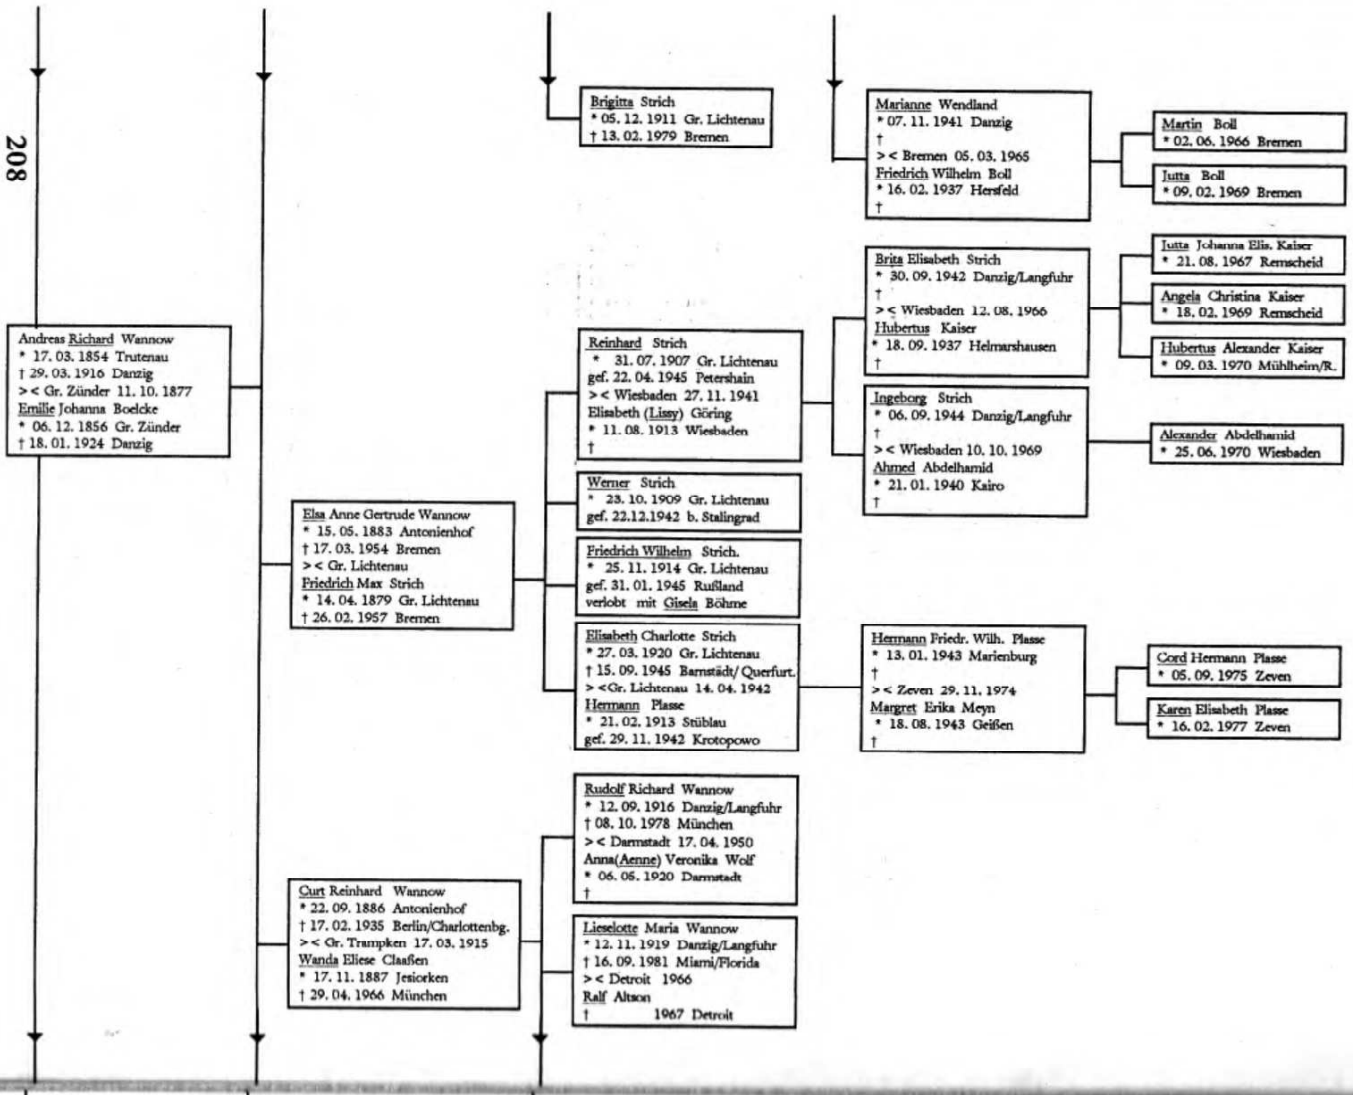 208
Andreas Richard Wannow
* 17. 03. 1854 Trutenau
† 29. 03. 1916 Danzig
> < Gr. Zünder 11. 10. 1877
Emilie Johanna Boelcke
* 06. 12. 1856 Gr. Zünder
† 18. 01. 1924 Danzig
Elsa Anne Gertrude Wannow
* 15. 05. 1883 Antonienhof
† 17. 03. 1954 Bremen
> < Gr. Lichtenau
Friedrich Max Strich
* 14. 04. 1879 Gr. Lichtenau
† 26. 02. 1957 Bremen
Curt Reinhard Wannow
* 22. 09. 1886 Antonienhof
† 17. 02. 1935 Berlin/Charlottenbg.
> < Gr. Trampken 17. 03. 1915
Wanda Eliese Claaßen
* 17. 11. 1887 Jesiorken
† 29. 04. 1966 München
Brigitta Strich
* 05. 12. 1911 Gr. Lichtenau
† 13. 02. 1979 Bremen
Reinhard Strich
* 31. 07. 1907 Gr. Lichtenau
gef. 22. 04. 1945 Petershain
> < Wiesbaden 27. 11. 1941
Elisabeth (Lissy) Göring
* 11. 08. 1913 Wiesbaden
†
Werner Strich
* 23. 10. 1909 Gr. Lichtenau
gef. 22.12.1942 b. Stalingrad
Friedrich Wilhelm Strich.
* 25. 11. 1914 Gr. Lichtenau
gef. 31. 01. 1945 Rußland
verlobt mit Gisela Böhme
Elisabeth Charlotte Strich
* 27. 03. 1920 Gr. Lichtenau
† 15. 09. 1945 Barnstädt/Querfurt.
> < Gr. Lichtenau 14. 04. 1942
Hermann Plasse
* 21. 02. 1913 Stüblau
gef. 29. 11. 1942 Krotopowo
Rudolf Richard Wannow
* 12. 09. 1916 Danzig/Langfuhr
† 08. 10. 1978 München
> < Darmstadt 17. 04. 1950
Anna(Aenne) Veronika Wolf
* 06. 05. 1920 Darmstadt
†
Lieselotte Maria Wannow
* 12. 11. 1919 Danzig/Langfuhr
† 16. 09. 1981 Miami/Florida
> < Detroit 1966
Ralf Altson
† 1967 Detroit
Marianne Wendland
* 07. 11. 1941 Danzig
†
> < Bremen 05. 03. 1965
Friedrich Wilhelm Boll
* 16. 02. 1937 Hersfeld
†
Brita Elisabeth Strich
* 30. 09. 1942 Danzig/Langfuhr
†
> < Wiesbaden 12. 08. 1966
Hubertus Kaiser
* 18. 09. 1937 Helmarshausen
†
Ingeborg Strich
* 06. 09. 1944 Danzig/Langfuhr
†
> < Wiesbaden 10. 10. 1969
Ahmed Abdelhamid
* 21. 01. 1940 Kairo
†
Hermann Friedr. Wilh. Plasse
* 13. 01. 1943 Marienburg
†
> < Zeven 29. 11. 1974
Margret Erika Meyn
* 18. 08. 1943 Geißen
†
Martin Boll
* 02. 06. 1966 Bremen
Jutta Boll
* 09. 02. 1969 Bremen
Jutta Johanna Elis. Kaiser
* 21. 08. 1967 Remscheid
Angela Christina Kaiser
* 18. 02. 1969 Remscheid
Hubertus Alexander Kaiser
* 09. 03. 1970 Mühlheim/R.
Alexander Abdelhamid
* 25. 06. 1970 Wiesbaden
Cord Hermann Plasse
* 05. 09. 1975 Zeven
Karen Elisabeth Plasse
* 16. 02. 1977 Zeven